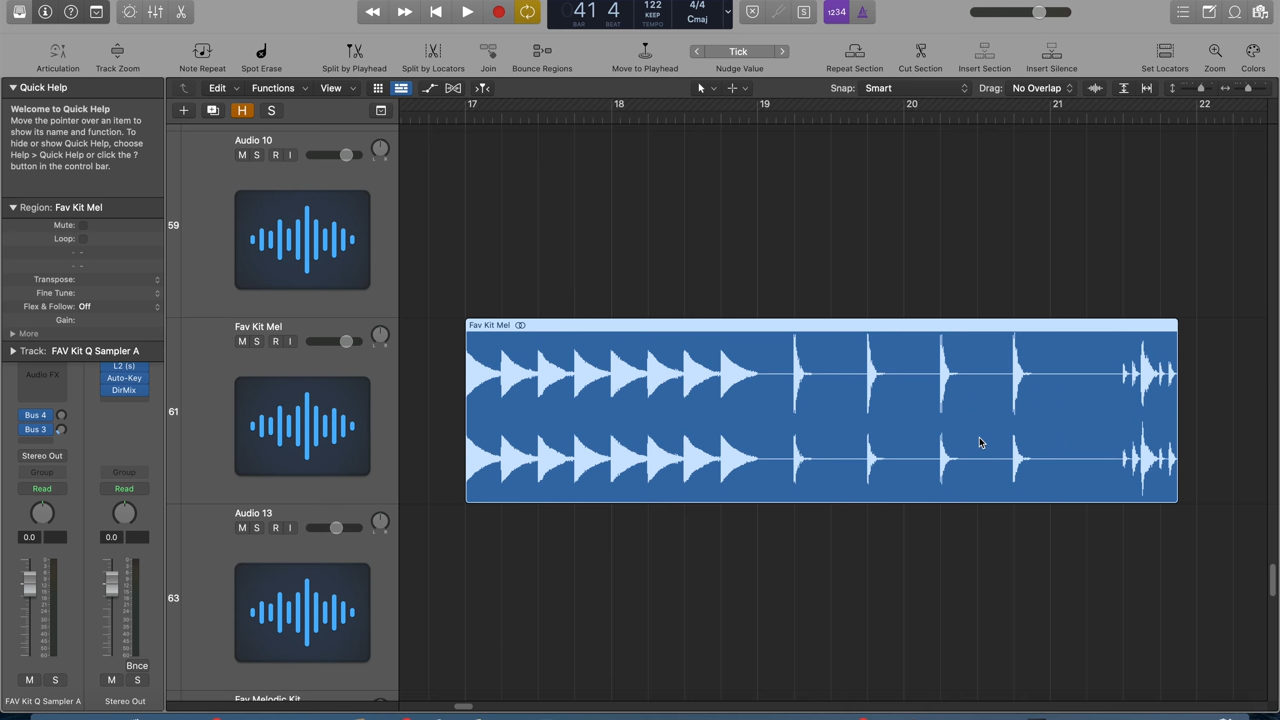 41 4
122
KEEP
4/4
Cmaj
BAR BEAT TEMPO
1234
Articulation Track Zoom Note Repeat Spot Erase Split by Playhead Split by Locators Join Bounce Regions Move to Playhead
Tick
Nudge Value
Repeat Section Cut Section Insert Section Insert Silence Set Locators Zoom Colors
Quick Help
Edit Functions View
Snap: Smart
Drag: No Overlap
Welcome to Quick Help
Move the pointer over an item to
show its name and function. To
hide or show Quick Help, choose
Help > Quick Help or click the ?
button in the control bar.
H S
17 18 19 20 21 22
Region: Fav Kit Mel
Mute:
Loop:
Transpose:
Fine Tune:
Flex & Follow: Off
Gain:
More
Track: FAV Kit Q Sampler A
Audio FX
L2 (s)
Auto-Key
DirMix
Bus 4
Bus 3
Stereo Out
Group Group
Read Read
0.0 0.0
Bnce
M S M S
FAV Kit Q Sampler A Stereo Out
Audio 10
M S R I
L R
59
Fav Kit Mel
M S R I
L R
61
Fav Kit Mel
Audio 13
M S R I
L R
63
Fav Melodic Kit